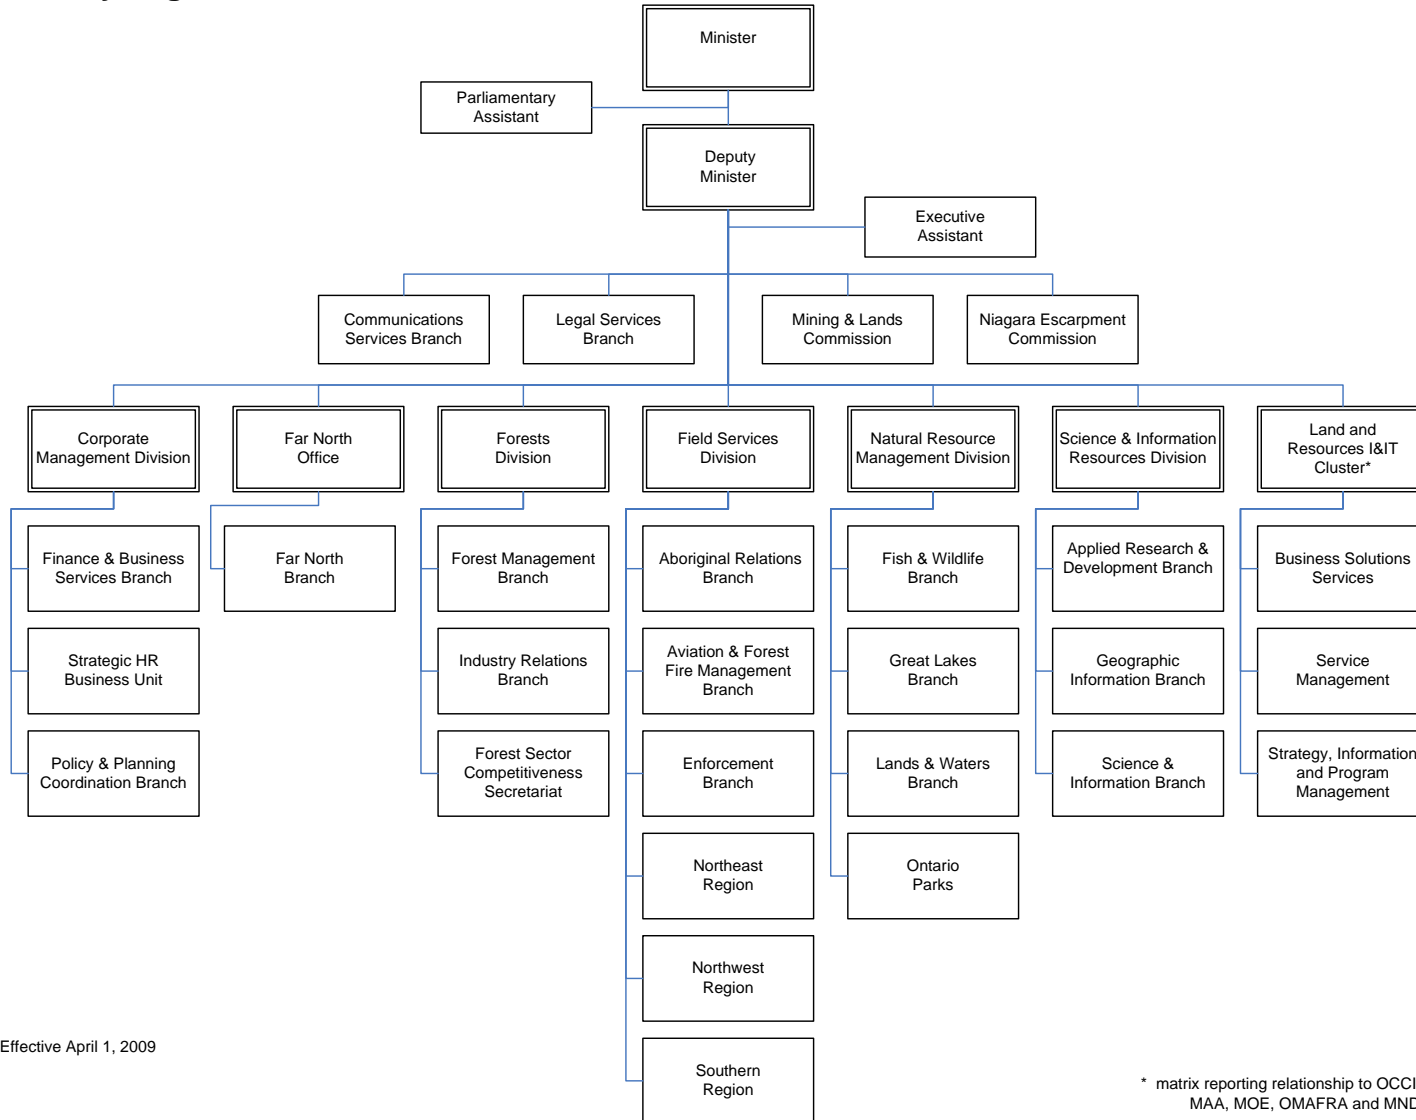 Minister
Parliamentary
Assistant
Deputy
Minister
Executive
Assistant
Communications
Services Branch
Legal Services
Branch
Mining & Lands
Commission
Niagara Escarpment
Commission
Corporate
Management Division
Far North
Office
Forests
Division
Field Services
Division
Natural Resource
Management Division
Science & Information
Resources Division
Land and
Resources I&IT
Cluster*
Finance & Business
Services Branch
Far North
Branch
Forest Management
Branch
Aboriginal Relations
Branch
Fish & Wildlife
Branch
Applied Research &
Development Branch
Business Solutions
Services
Strategic HR
Business Unit
Industry Relations
Branch
Aviation & Forest
Fire Management
Branch
Great Lakes
Branch
Geographic
Information Branch
Service
Management
Policy & Planning
Coordination Branch
Forest Sector
Competitiveness
Secretariat
Enforcement
Branch
Lands & Waters
Branch
Science &
Information Branch
Strategy, Information
and Program
Management
Northeast
Region
Ontario
Parks
Northwest
Region
Southern
Region
Effective April 1, 2009
* matrix reporting relationship to OCCI
MAA, MOE, OMAFRA and MND